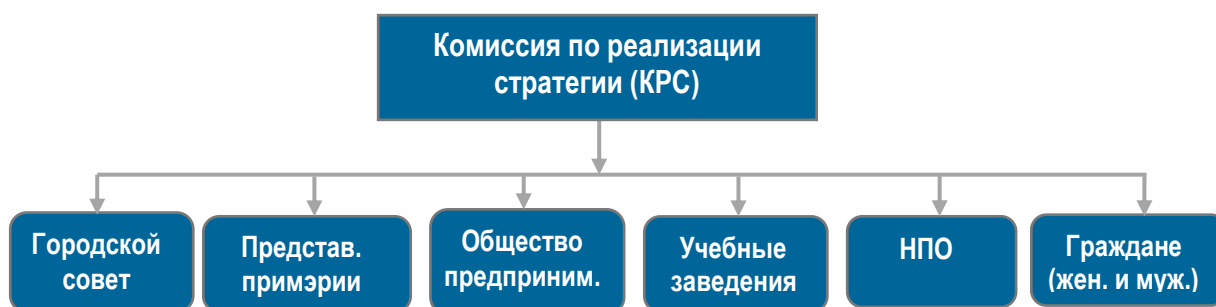 Комиссия по реализации
стратегии (КРС)
Городской
совет
Представ.
примэрии
Общество
предприним.
Учебные
заведения
НПО
Граждане
(жен. и муж.)